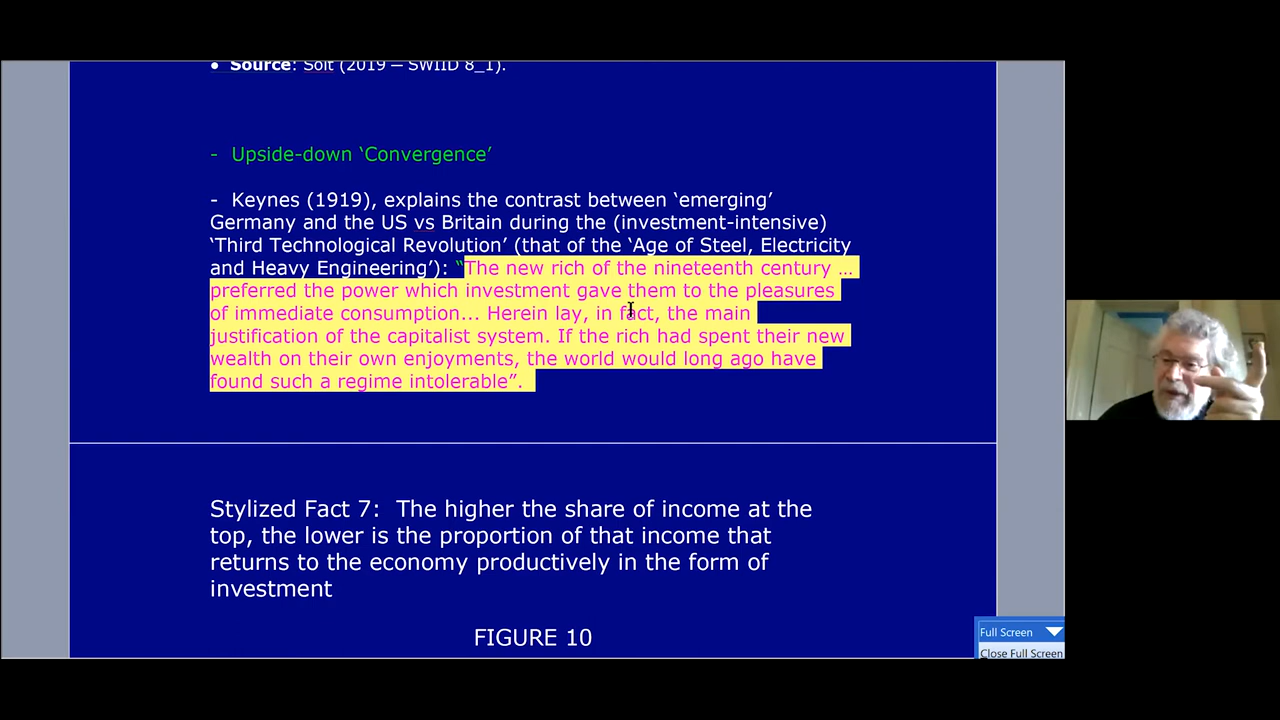 ● Source: Solt (2019 – SWIID 8_1).
- Upside-down ‘Convergence’
- Keynes (1919), explains the contrast between ‘emerging’
Germany and the US vs Britain during the (investment-intensive)
‘Third Technological Revolution’ (that of the ‘Age of Steel, Electricity
and Heavy Engineering’): “The new rich of the nineteenth century …
preferred the power which investment gave them to the pleasures
of immediate consumption... Herein lay, in fact, the main
justification of the capitalist system. If the rich had spent their new
wealth on their own enjoyments, the world would long ago have
found such a regime intolerable”.
Stylized Fact 7:  The higher the share of income at the
top, the lower is the proportion of that income that
returns to the economy productively in the form of
investment
FIGURE 10
Full Screen
Close Full Screen